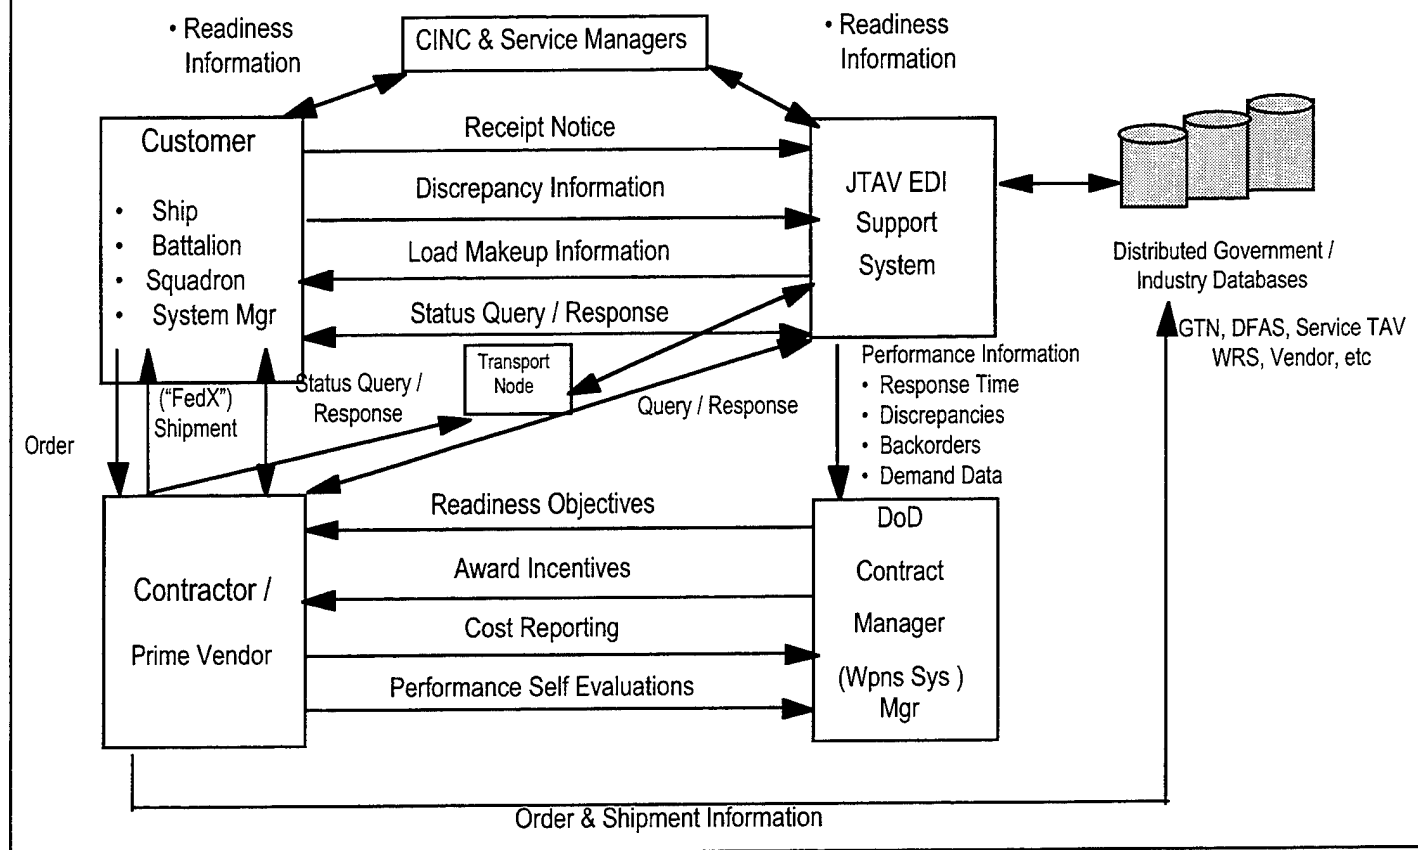 • Readiness
Information
CINC & Service Managers
• Readiness
Information
Customer
• Ship
• Battalion
• Squadron
• System Mgr
Receipt Notice
Discrepancy Information
Load Makeup Information
Status Query / Response
JTAV EDI
Support
System
Distributed Government /
Industry Databases
GTN, DFAS, Service TAV
WRS, Vendor, etc
Transport
Node
Performance Information
• Response Time
• Discrepancies
• Backorders
• Demand Data
Order
("FedX")
Shipment
Status Query /
Response
Query / Response
Contractor /
Prime Vendor
Readiness Objectives
Award Incentives
Cost Reporting
Performance Self Evaluations
DoD
Contract
Manager
(Wpns Sys )
Mgr
Order & Shipment Information